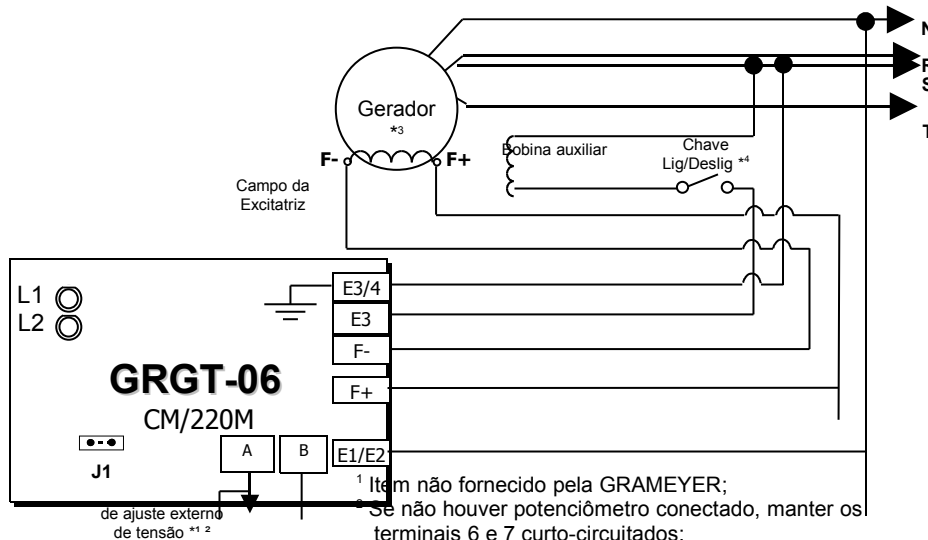 N
R
S
T
Gerador
*3
F-
F+
Bobina auxiliar
Chave
Lig/Deslig *4
Campo da
Excitatriz
L1
L2
E3/4
E3
F-
F+
E1/E2
GRGT-06
CM/220M
J1
A
B
de ajuste externo
de tensão *1 2
1 Item não fornecido pela GRAMEYER;
2 Se não houver potenciômetro conectado, manter os
terminais 6 e 7 curto-circuitados;